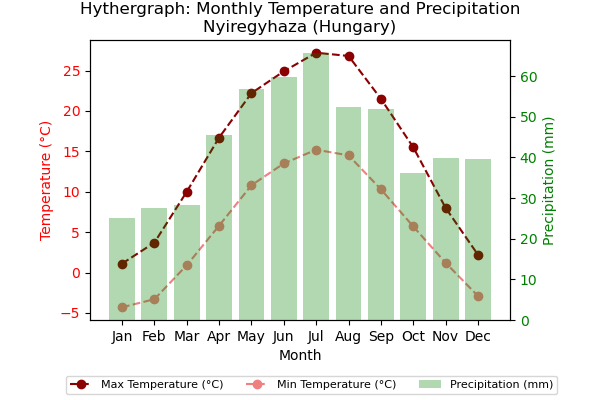 Hythergraph: Monthly Temperature and Precipitation
Nyiregyhaza (Hungary)
Temperature (°C)
25
20
15
10
5
0
−5
60
50
40
30
20
10
0
Precipitation (mm)
Jan Feb Mar Apr May Jun Jul Aug Sep Oct Nov Dec
Month
Max Temperature (°C) Min Temperature (°C) Precipitation (mm)